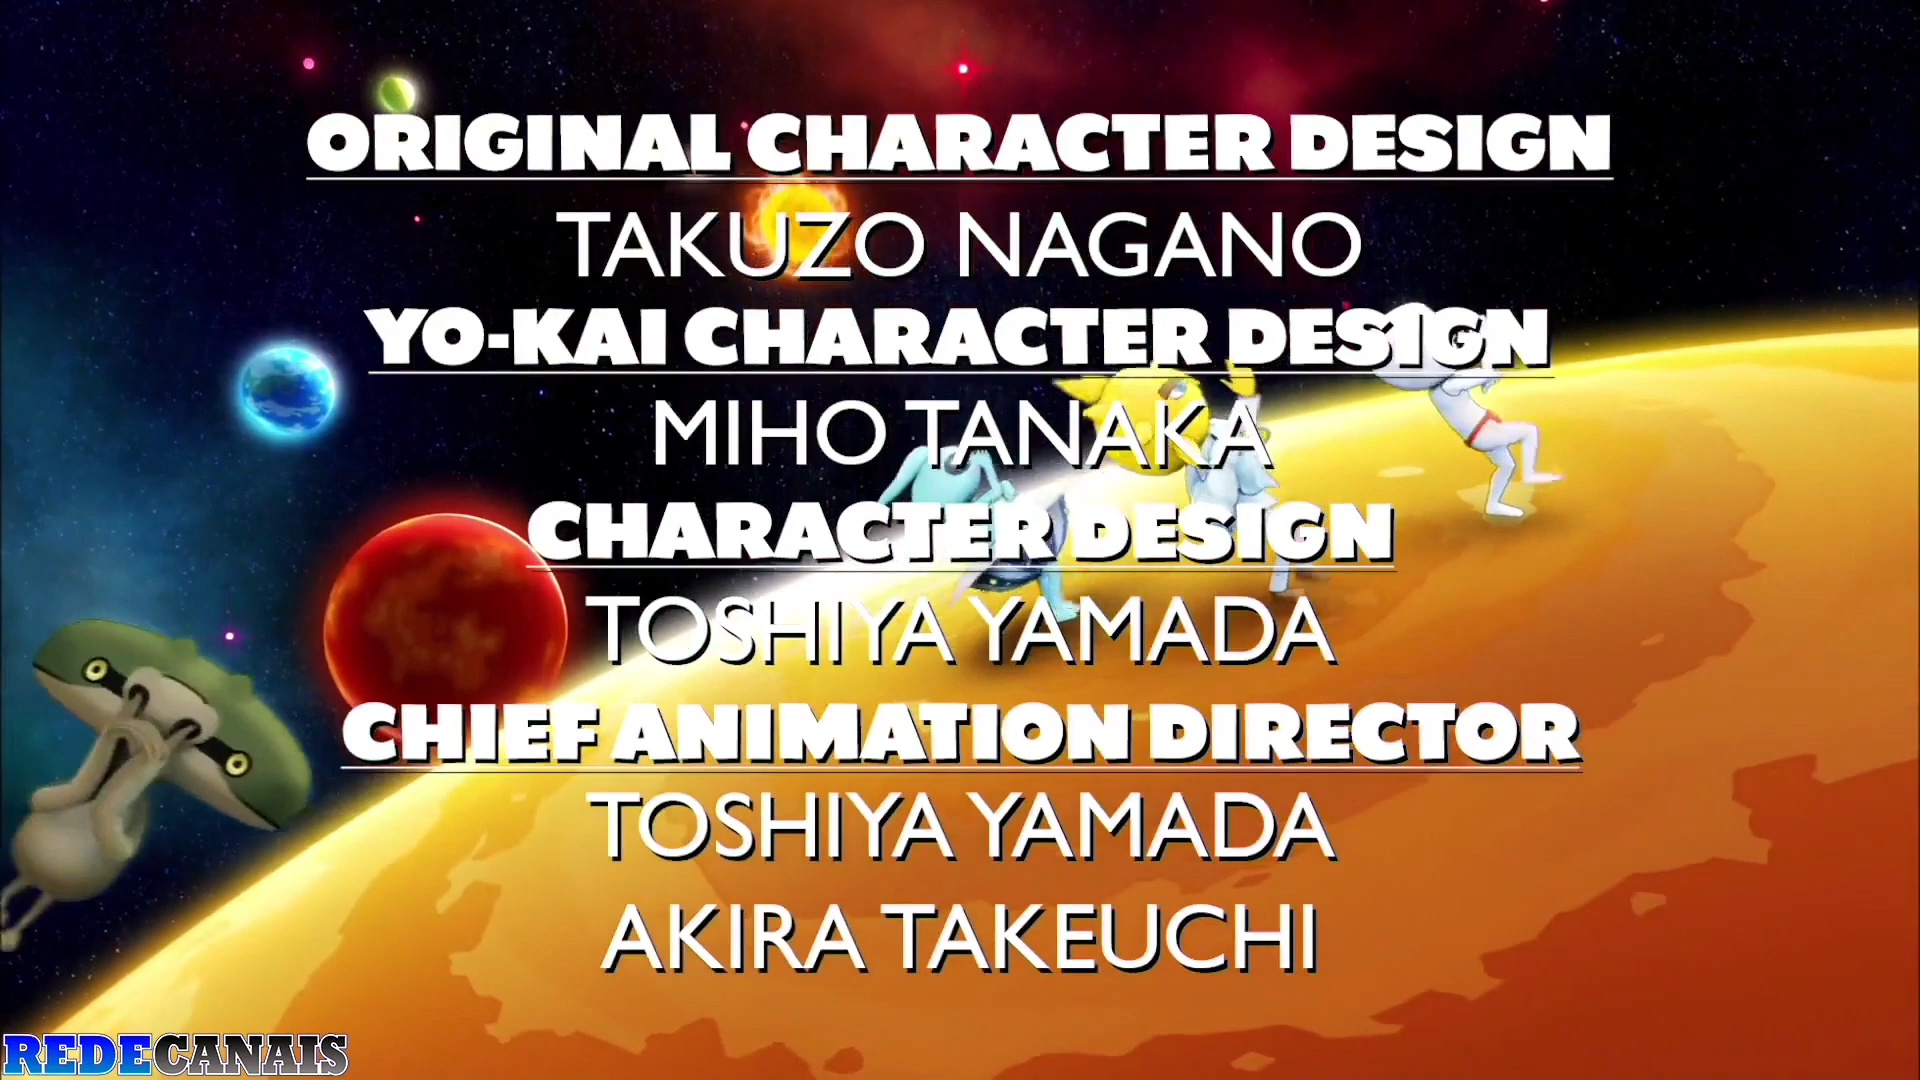 ORIGINAL CHARACTER DESIGN
TAKUZO NAGANO
YO-KAI CHARACTER DESIGN
MIHO TANAKA
CHARACTER DESIGN
TOSHIYA YAMADA
CHIEF ANIMATION DIRECTOR
TOSHIYA YAMADA
AKIRA TAKEUCHI
REDECANAIS